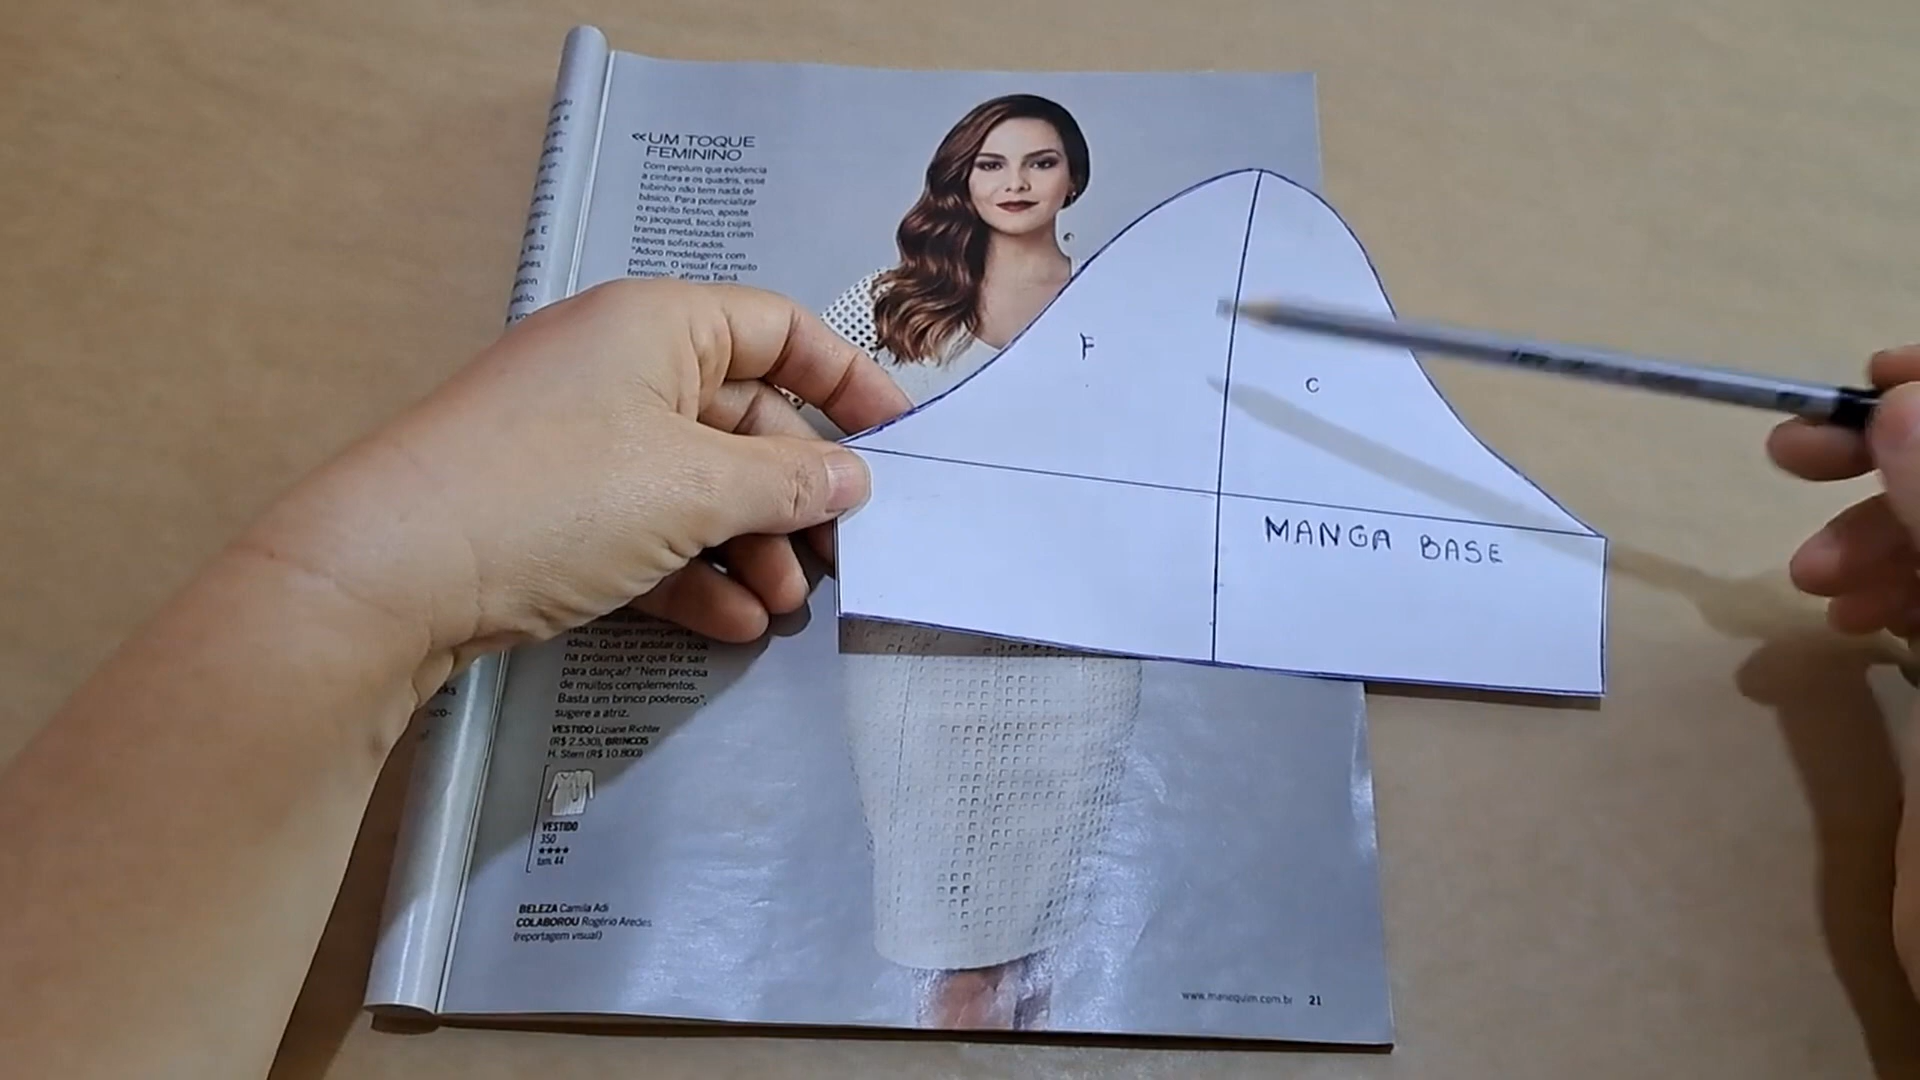 «UM TOQUE
FEMININO
Com peplum que evidencia
a cintura e os quadris, esse
tubinho não tem nada de
básico. Para potencializar
o espírito festivo, aposte
no jacquard, tecido cujas
tramas metalizadas criam
relevos sofisticados.
"Adoro modelagens com
peplum. O visual fica muito
feminino", afirma Tainá.
F
C
MANGA BASE
nas mangas reforçam a
ideia. Que tal adotar o look
na próxima vez que for sair
para dançar? "Nem precisa
de muitos complementos.
Basta um brinco poderoso",
sugere a atriz.
VESTIDO Liziane Richter
(R$ 2.530), BRINCOS
H. Stern (R$ 10.800)
VESTIDO
350
★★★★
tam. 44
BELEZA Camila Adi
COLABOROU Rogério Aredes
(reportagem visual)
www.manequim.com.br 21